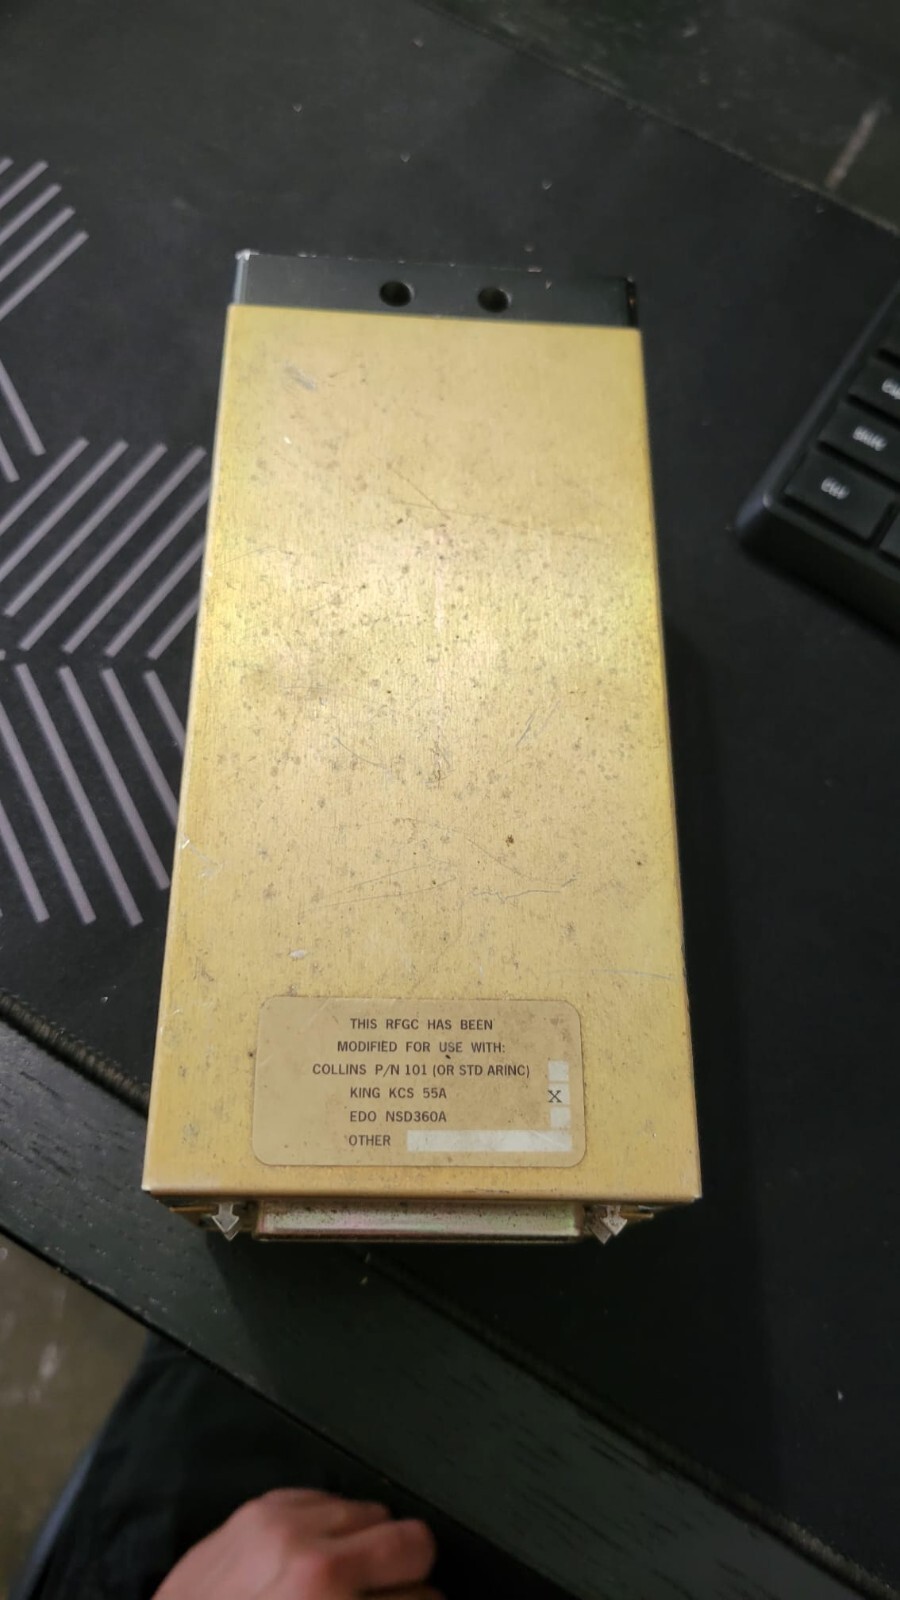 THIS RFGC HAS BEEN
MODIFIED FOR USE WITH:
COLLINS P/N 101 (OR STD ARINC)
KING KCS 55A X
EDO NSD360A
OTHER